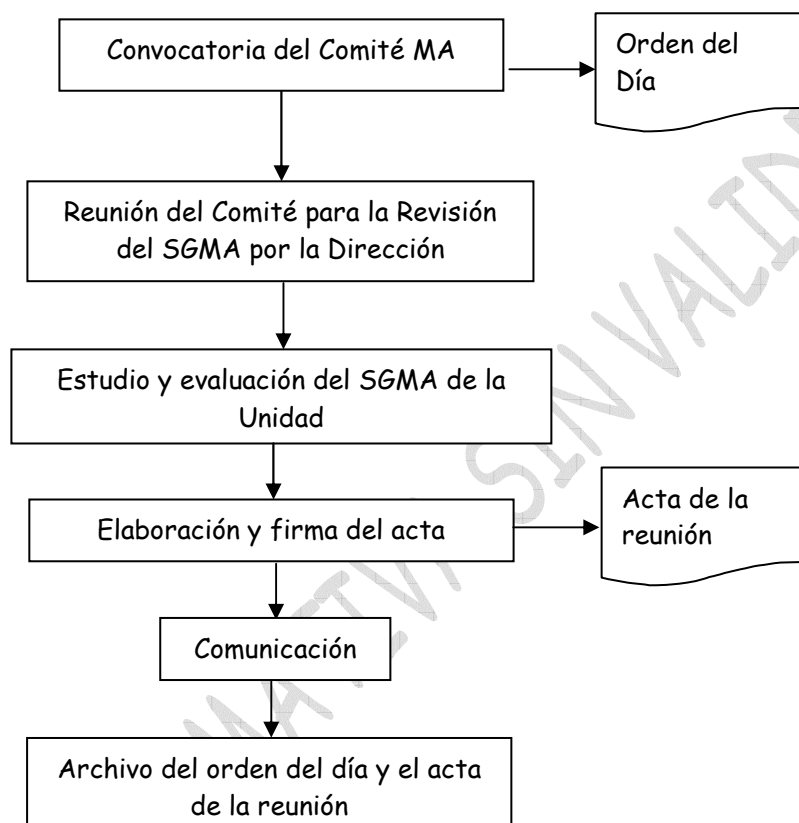 Convocatoria del Comité MA
Orden del
Día
Reunión del Comité para la Revisión
del SGMA por la Dirección
Estudio y evaluación del SGMA de la
Unidad
Elaboración y firma del acta
Acta de la
reunión
Comunicación
Archivo del orden del día y el acta
de la reunión
SIN